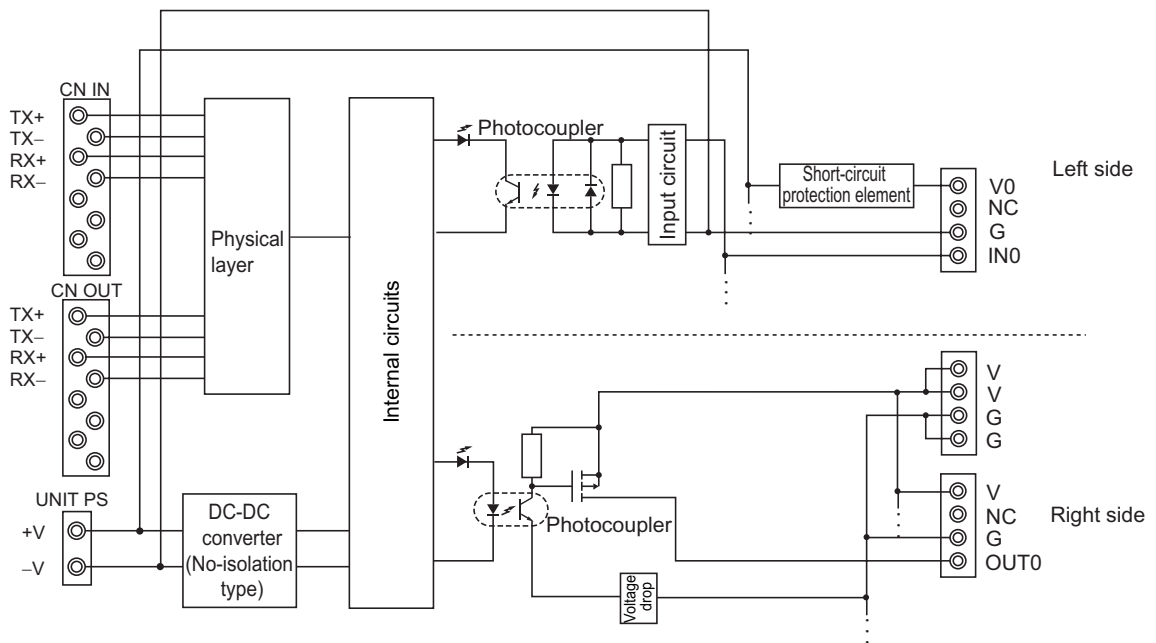 CN IN
TX+
TX−
RX+
RX−
CN OUT
TX+
TX−
RX+
RX−
UNIT PS
+V
−V
Physical
layer
DC-DC
converter
(No-isolation
type)
Internal circuits
Photocoupler
Input circuit
Short-circuit
protection element
V0
NC
G
IN0
Left side
Photocoupler
Voltage
drop
V
V
G
G
V
NC
G
OUT0
Right side